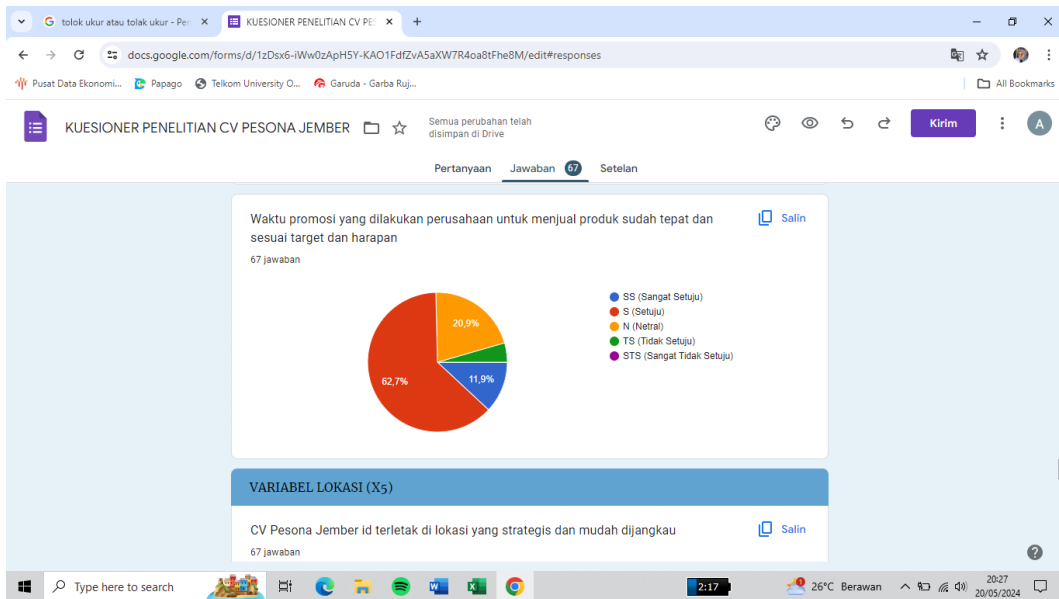 tolok ukur atau tolak ukur - Pen
KUESIONER PENELITIAN CV PES
docs.google.com/forms/d/1zDsx6-iWw0zApH5Y-KAO1FdfZvA5aXW7R4oa8tFhe8M/edit#responses
Pusat Data Ekonomi... Papago Telkom University O... Garuda - Garba Ruj... All Bookmarks
KUESIONER PENELITIAN CV PESONA JEMBER
Semua perubahan telah
disimpan di Drive
Kirim
A
Pertanyaan Jawaban 67 Setelan
Waktu promosi yang dilakukan perusahaan untuk menjual produk sudah tepat dan
sesuai target dan harapan
Salin
67 jawaban
SS (Sangat Setuju)
S (Setuju)
N (Netral)
TS (Tidak Setuju)
STS (Sangat Tidak Setuju)
20,9%
62,7%
11,9%
VARIABEL LOKASI (X5)
CV Pesona Jember id terletak di lokasi yang strategis dan mudah dijangkau
Salin
67 jawaban
Type here to search
2:17
26°C Berawan
20:27
20/05/2024